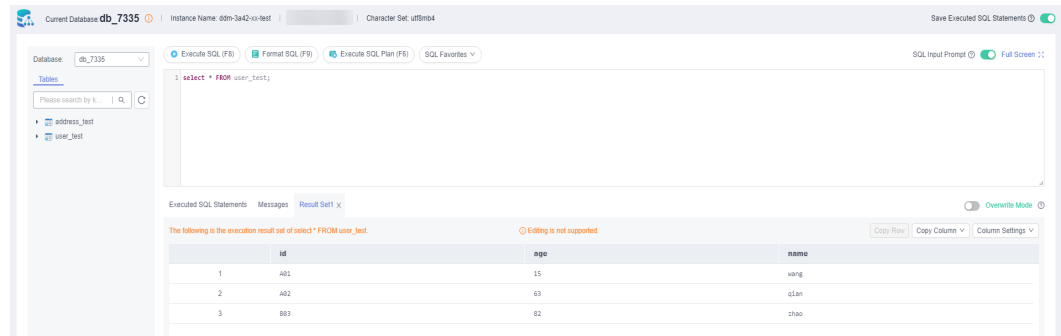 Current Database: db_7335 | Instance Name: ddm-3a42-xx-test | | Character Set: utf8mb4 Save Executed SQL Statements
Database: db_7335 Execute SQL (F8) Format SQL (F9) Execute SQL Plan (F6) SQL Favorites SQL Input Prompt Full Screen
Tables
1 select * FROM user_test;
Please search by k...
address_test
user_test
Executed SQL Statements Messages Result Set1 X Overwrite Mode
The following is the execution result set of select * FROM user_test. Editing is not supported. Copy Row Copy Column Column Settings
id age name
1 A01 15 wang
2 A02 63 qian
3 B03 82 zhao